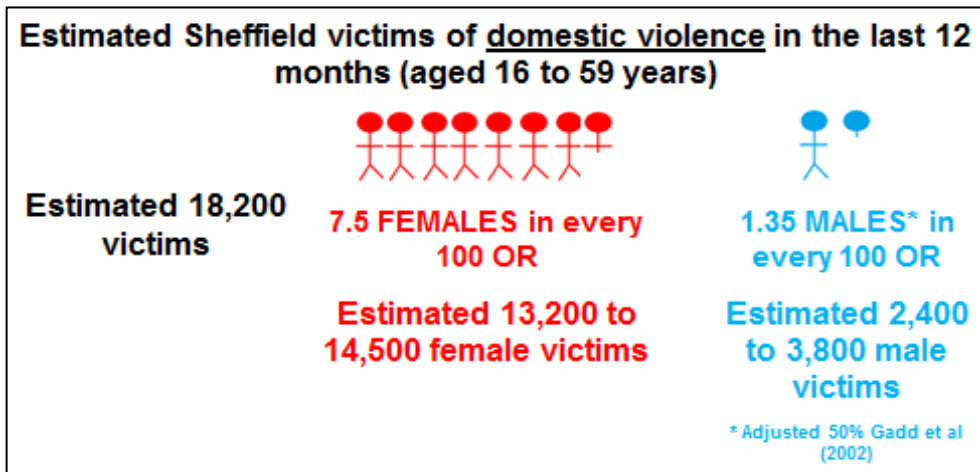 Estimated Sheffield victims of domestic violence in the last 12
months (aged 16 to 59 years)
Estimated 18,200
victims
7.5 FEMALES in every
100 OR
Estimated 13,200 to
14,500 female victims
1.35 MALES* in
every 100 OR
Estimated 2,400
to 3,800 male
victims
* Adjusted 50% Gadd et al
(2002)